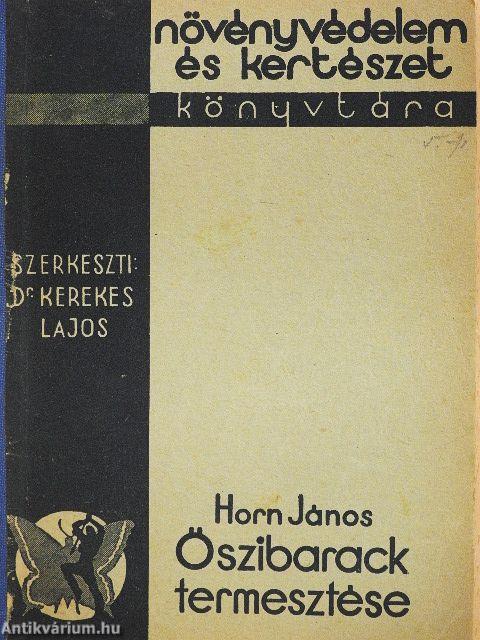 növényvédelem
és kertészet
könyvtára
SZERKESZTI:
Dr KEREKES
LAJOS
Horn János
Őszibarack
termesztése
Antikvárium.hu